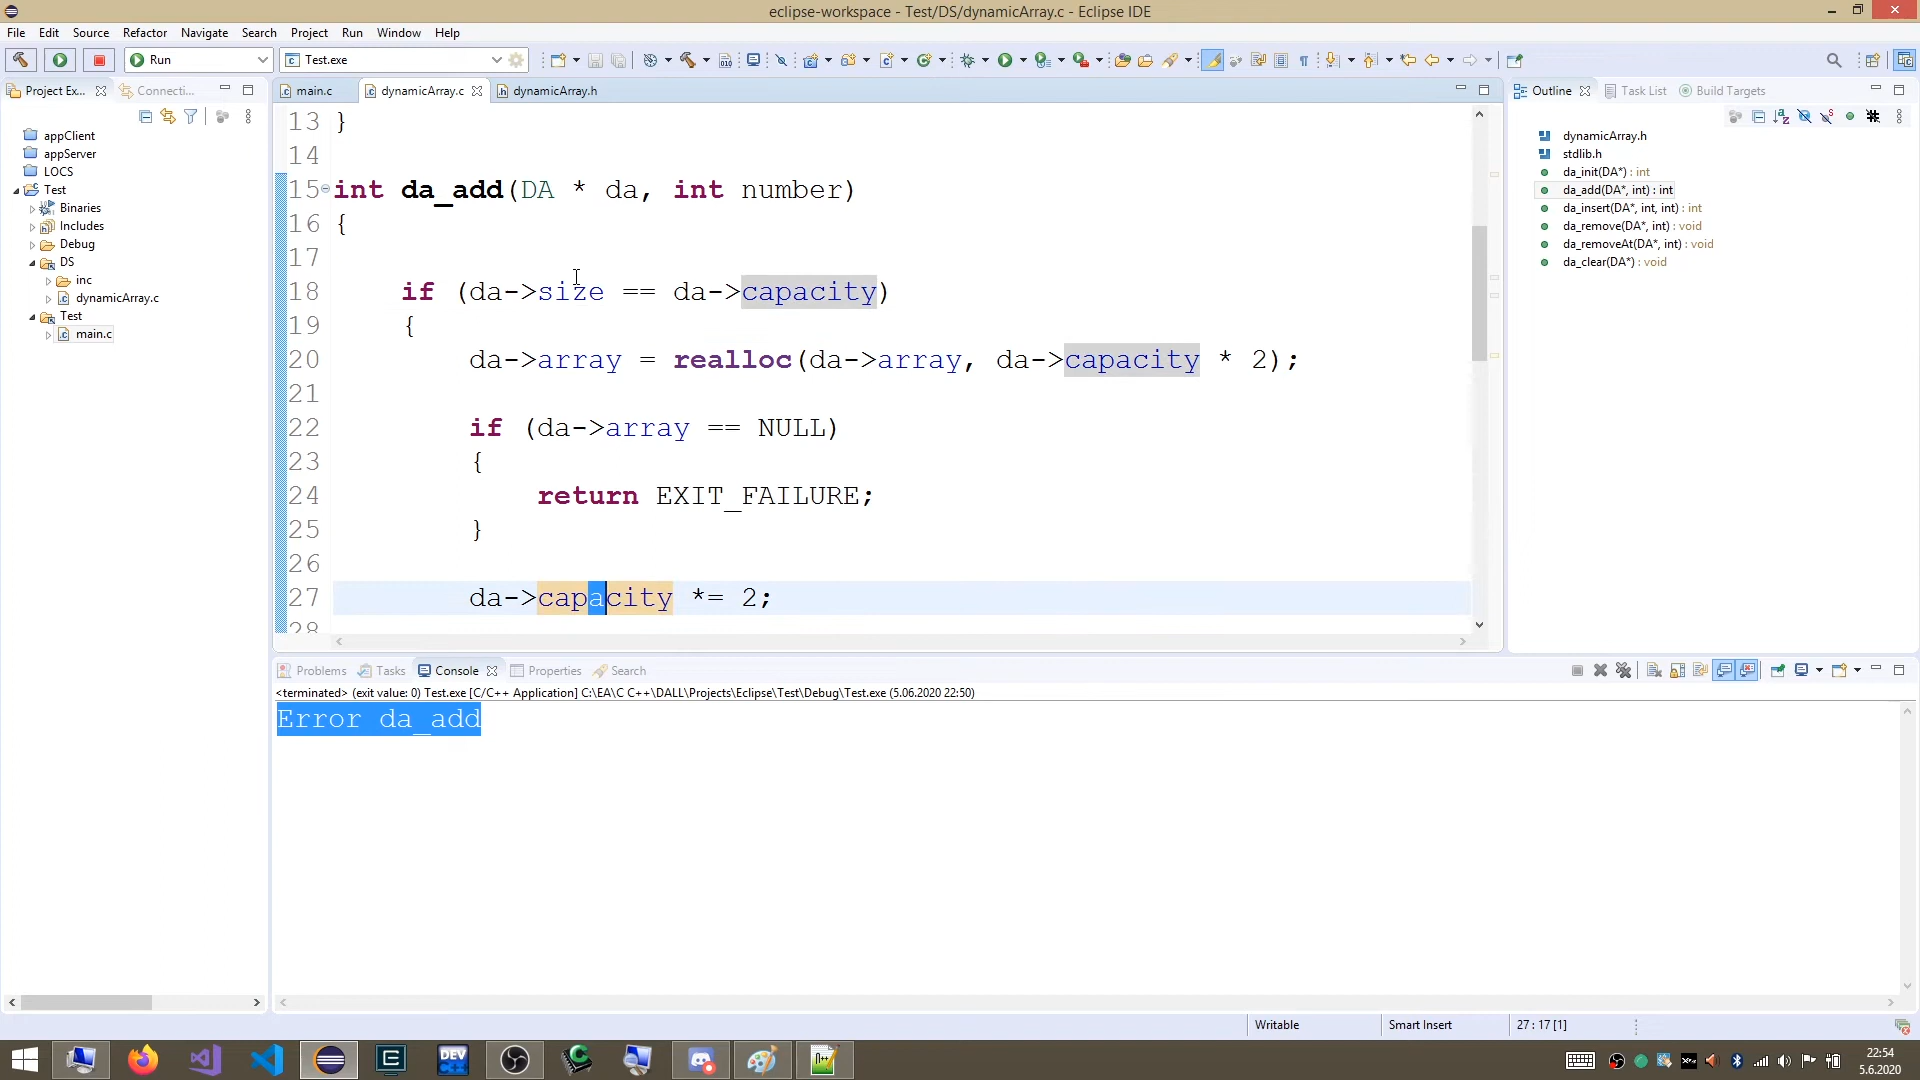 eclipse-workspace - Test/DS/dynamicArray.c - Eclipse IDE
File Edit Source Refactor Navigate Search Project Run Window Help
Run Test.exe
Project Ex... Connecti...
appClient
appServer
LOCS
Test
Binaries
Includes
Debug
DS
inc
dynamicArray.c
Test
main.c
main.c dynamicArray.c dynamicArray.h
13 }
14
15 int da_add(DA * da, int number)
16 {
17
18 if (da->size == da->capacity)
19 {
20 da->array = realloc(da->array, da->capacity * 2);
21
22 if (da->array == NULL)
23 {
24 return EXIT_FAILURE;
25 }
26
27 da->capacity *= 2;
28
Outline Task List Build Targets
dynamicArray.h
stdlib.h
da_init(DA*) : int
da_add(DA*, int) : int
da_insert(DA*, int, int) : int
da_remove(DA*, int) : void
da_removeAt(DA*, int) : void
da_clear(DA*) : void
Problems Tasks Console Properties Search
<terminated> (exit value: 0) Test.exe [C/C++ Application] C:\EA\C C++\DALL\Projects\Eclipse\Test\Debug\Test.exe (5.06.2020 22:50)
Error da_add
Writable Smart Insert 27 : 17 [1]
DEV
22:54
5.6.2020